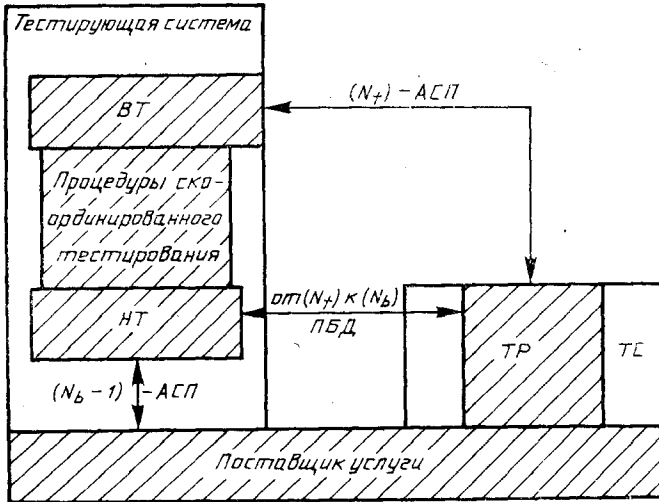 Тестирующая система
ВТ
(N_t) - АСП
Процедуры ско-
ординированного
тестирования
от (N_t) к (N_b)
ПБД
НТ
ТР
ТС
(N_b - 1) - АСП
Поставщик услуги